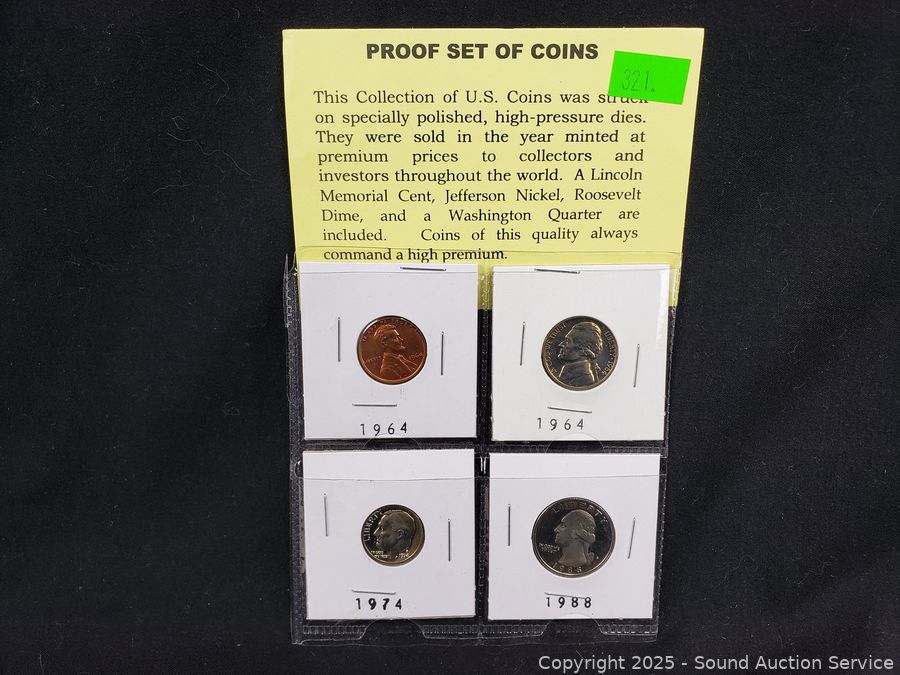 PROOF SET OF COINS
321.
This Collection of U.S. Coins was struck
on specially polished, high-pressure dies.
They were sold in the year minted at
premium prices to collectors and
investors throughout the world. A Lincoln
Memorial Cent, Jefferson Nickel, Roosevelt
Dime, and a Washington Quarter are
included. Coins of this quality always
command a high premium.
1964
1964
LIBERTY
1974
LIBERTY
1988
1988
Copyright 2025 - Sound Auction Service